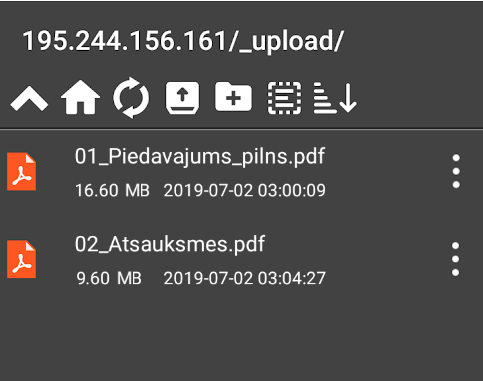 195.244.156.161/_upload/
01_Piedavajums_pilns.pdf
16.60 MB 2019-07-02 03:00:09
02_Atsauksmes.pdf
9.60 MB 2019-07-02 03:04:27